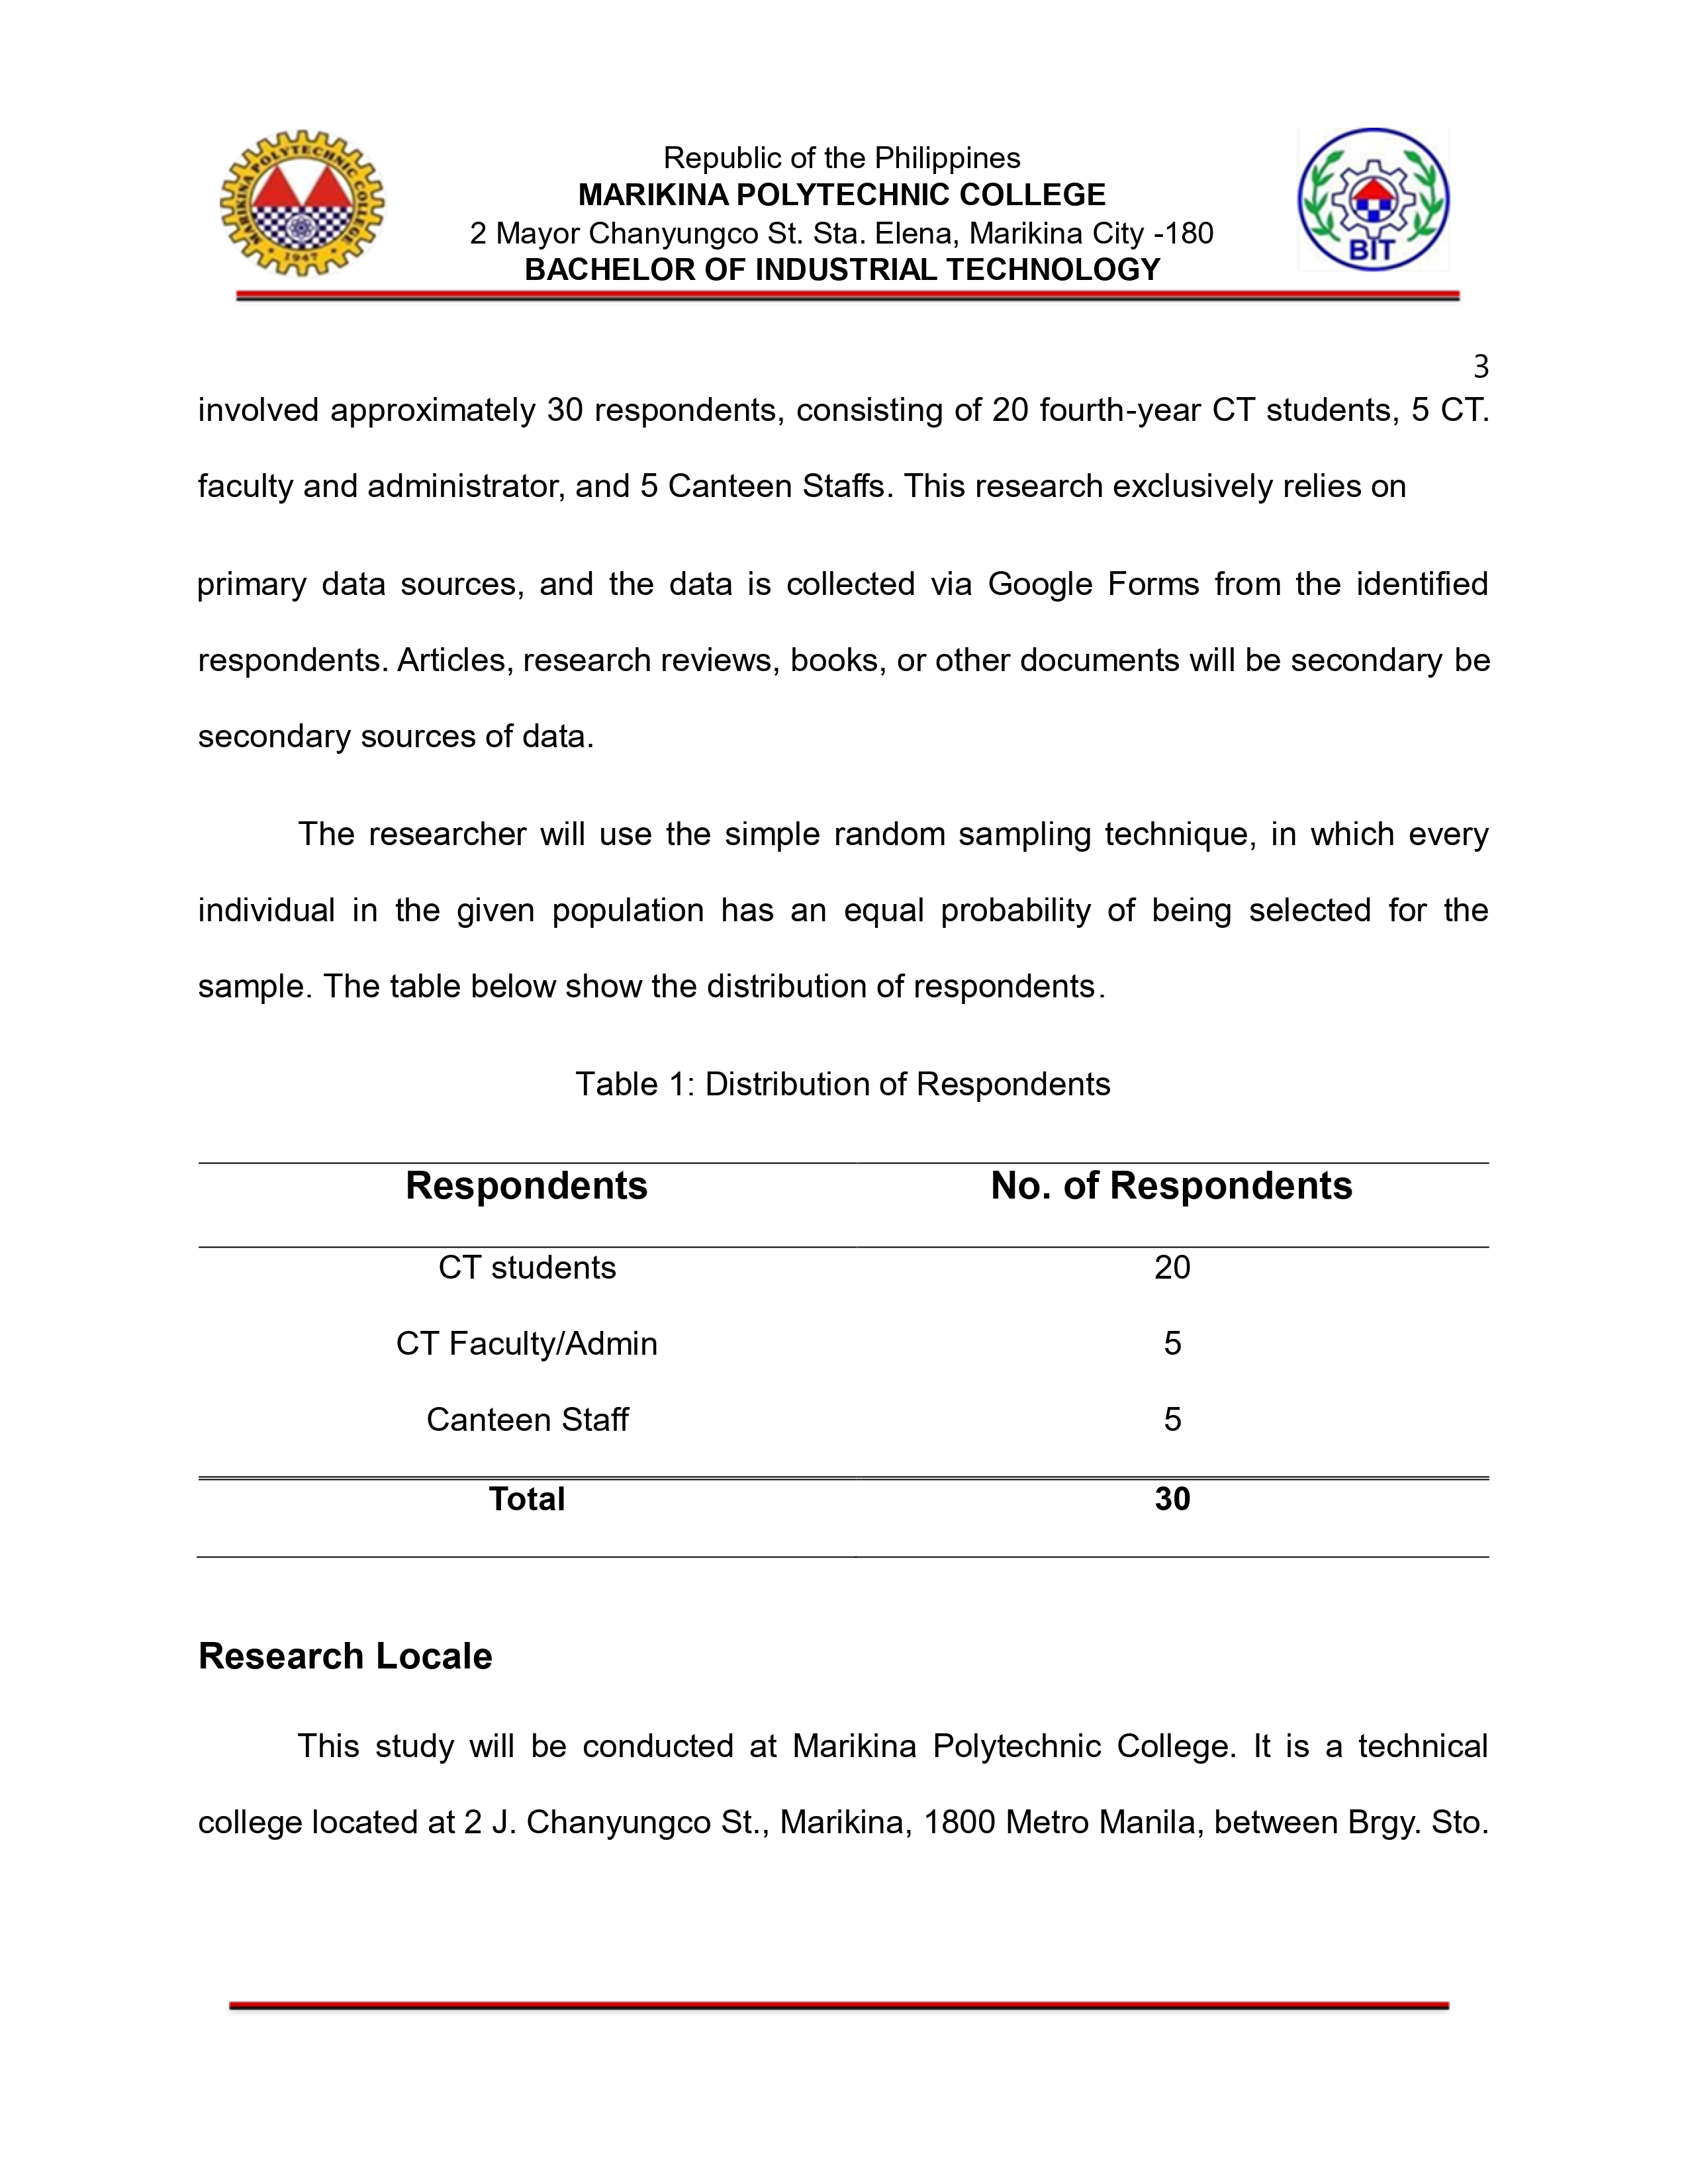 MARIKINA POLYTECHNIC COLLEGE
1947
Republic of the Philippines
MARIKINA POLYTECHNIC COLLEGE
2 Mayor Chanyungco St. Sta. Elena, Marikina City -180
BACHELOR OF INDUSTRIAL TECHNOLOGY
BIT
3
involved approximately 30 respondents, consisting of 20 fourth-year CT students, 5 CT.
faculty and administrator, and 5 Canteen Staffs. This research exclusively relies on
primary data sources, and the data is collected via Google Forms from the identified
respondents. Articles, research reviews, books, or other documents will be secondary be
secondary sources of data.
The researcher will use the simple random sampling technique, in which every
individual in the given population has an equal probability of being selected for the
sample. The table below show the distribution of respondents.
Table 1: Distribution of Respondents
Respondents No. of Respondents
CT students 20
CT Faculty/Admin 5
Canteen Staff 5
Total 30
Research Locale
This study will be conducted at Marikina Polytechnic College. It is a technical
college located at 2 J. Chanyungco St., Marikina, 1800 Metro Manila, between Brgy. Sto.